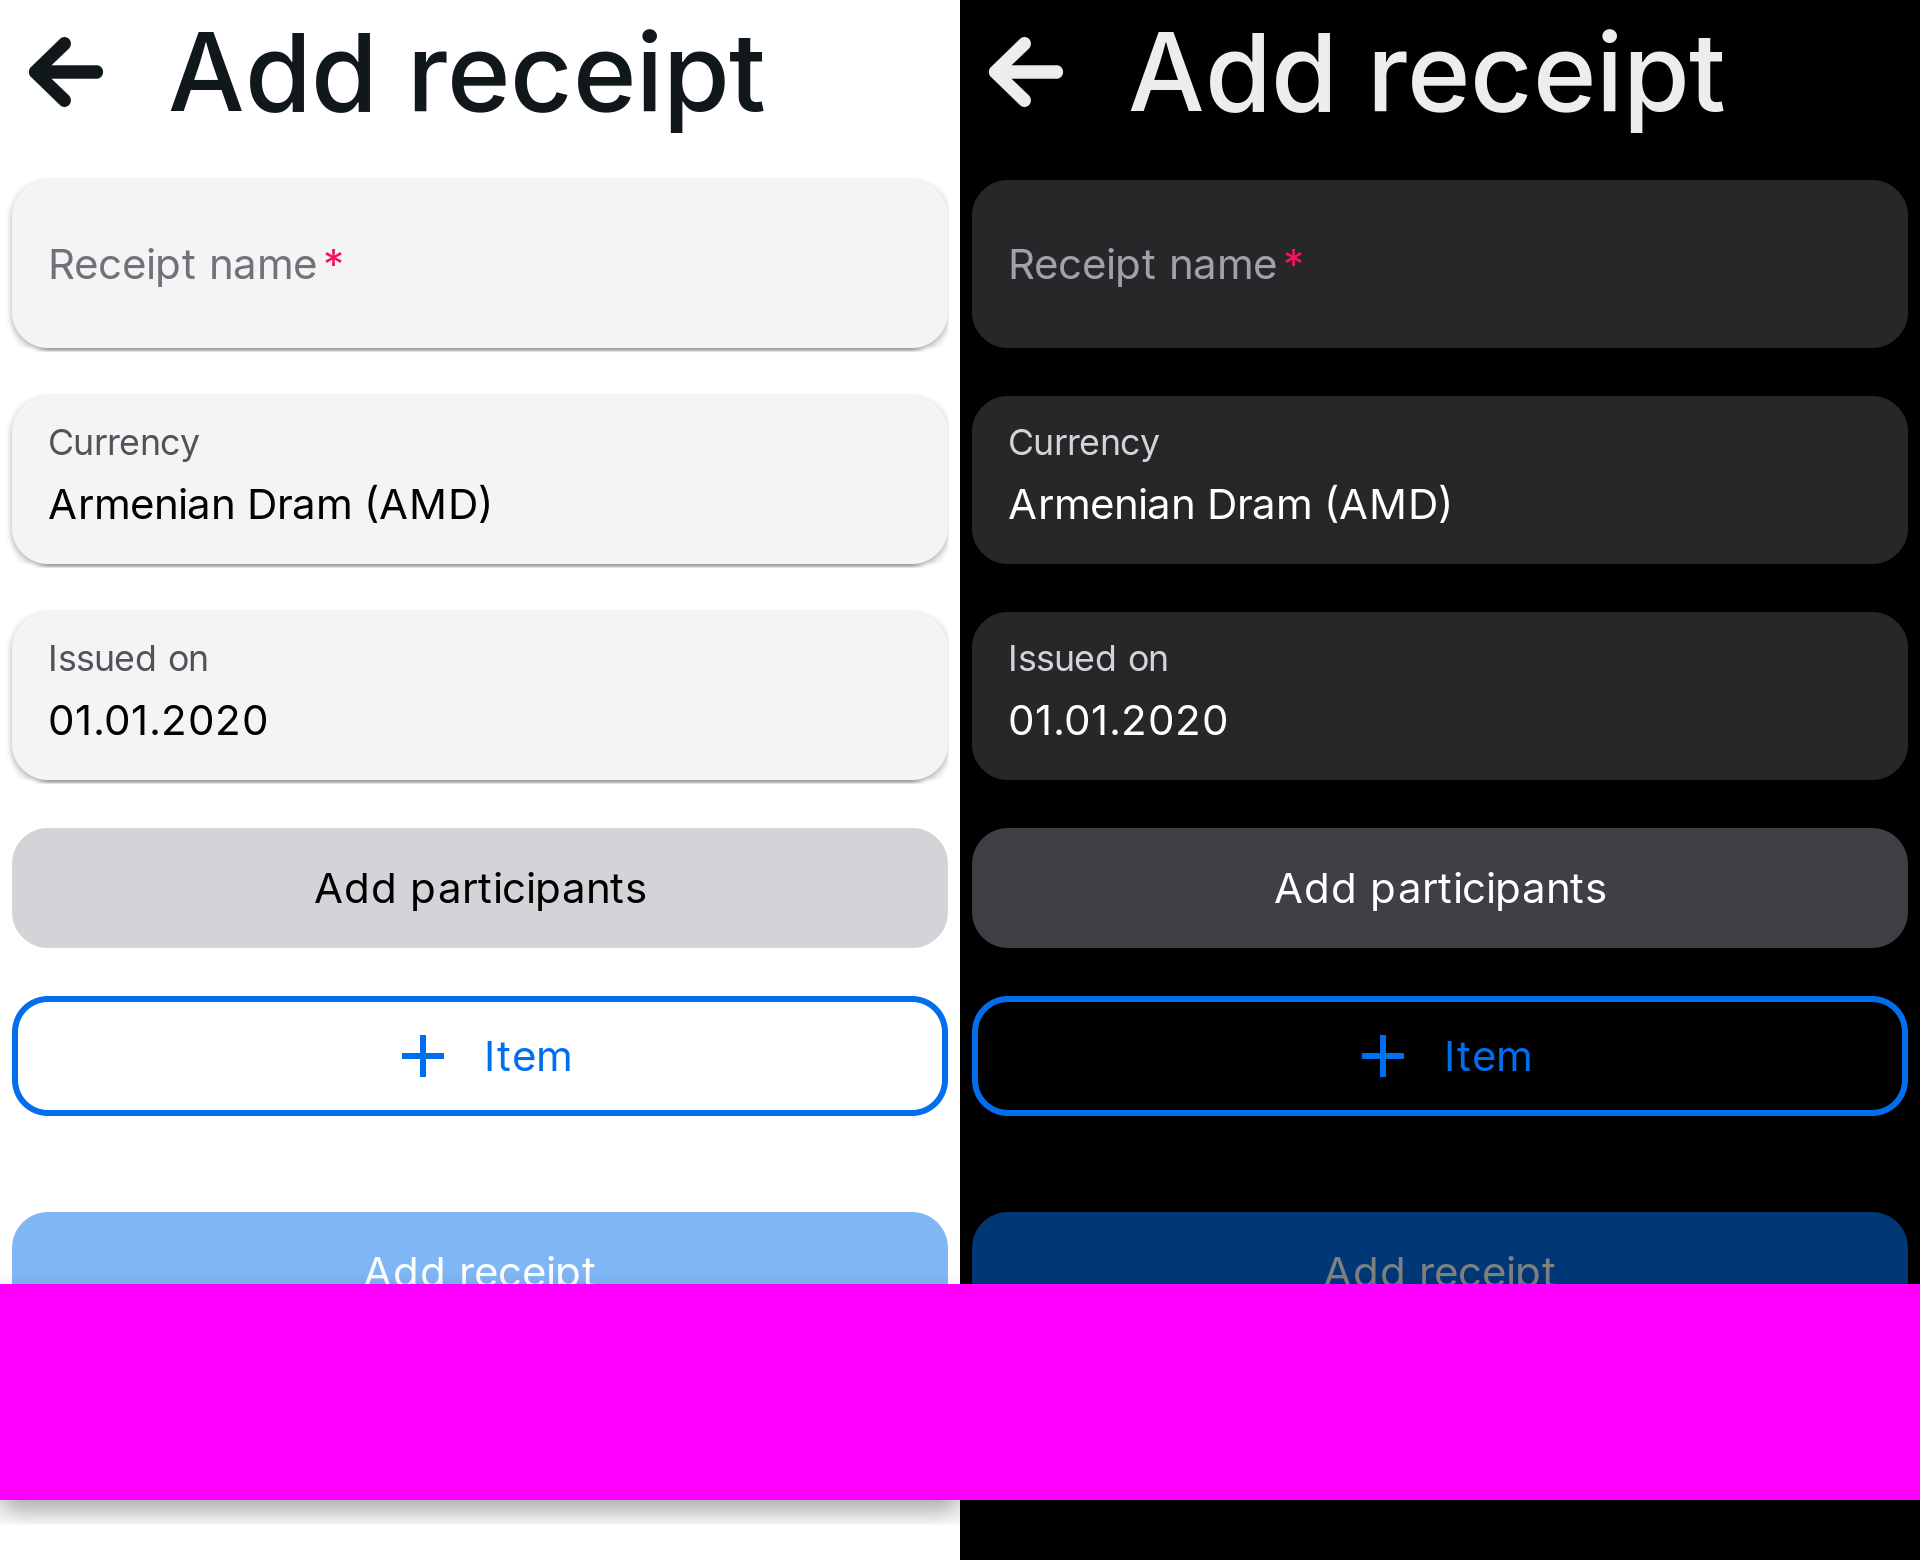 Add receipt
Receipt name *
Currency
Armenian Dram (AMD)
Issued on
01.01.2020
Add participants
+ Item
Add receipt
Add receipt
Receipt name *
Currency
Armenian Dram (AMD)
Issued on
01.01.2020
Add participants
+ Item
Add receipt